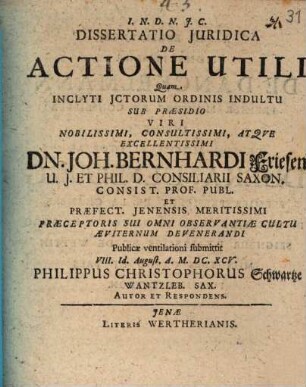 31
I. N. D. N. J. C.
DISSERTATIO JURIDICA
DE
ACTIONE UTILI
Quam
INCLYTI JCTORUM ORDINIS INDULTU
SUB PRÆSIDIO
VIRI
NOBILISSIMI, CONSULTISSIMI, ATQVE
EXCELLENTISSIMI
DN. JOH. BERNHARDI Friesen
U. J. ET PHIL. D. CONSILIARII SAXON.
CONSIST. PROF. PUBL.
ET
PRÆFECT. JENENSIS MERITISSIMI
PRÆCEPTORIS SUI OMNI OBSERVANTIÆ CULTU
ÆVITERNUM DEVENERANDI
Publicæ ventilationi submittit
VIII. Id. August. A. M. DC. XCV.
PHILIPPUS CHRISTOPHORUS Schwartze
WANTZLEB. SAX.
AUTOR ET RESPONDENS.
JENÆ
LITERIS WERTHERIANIS.